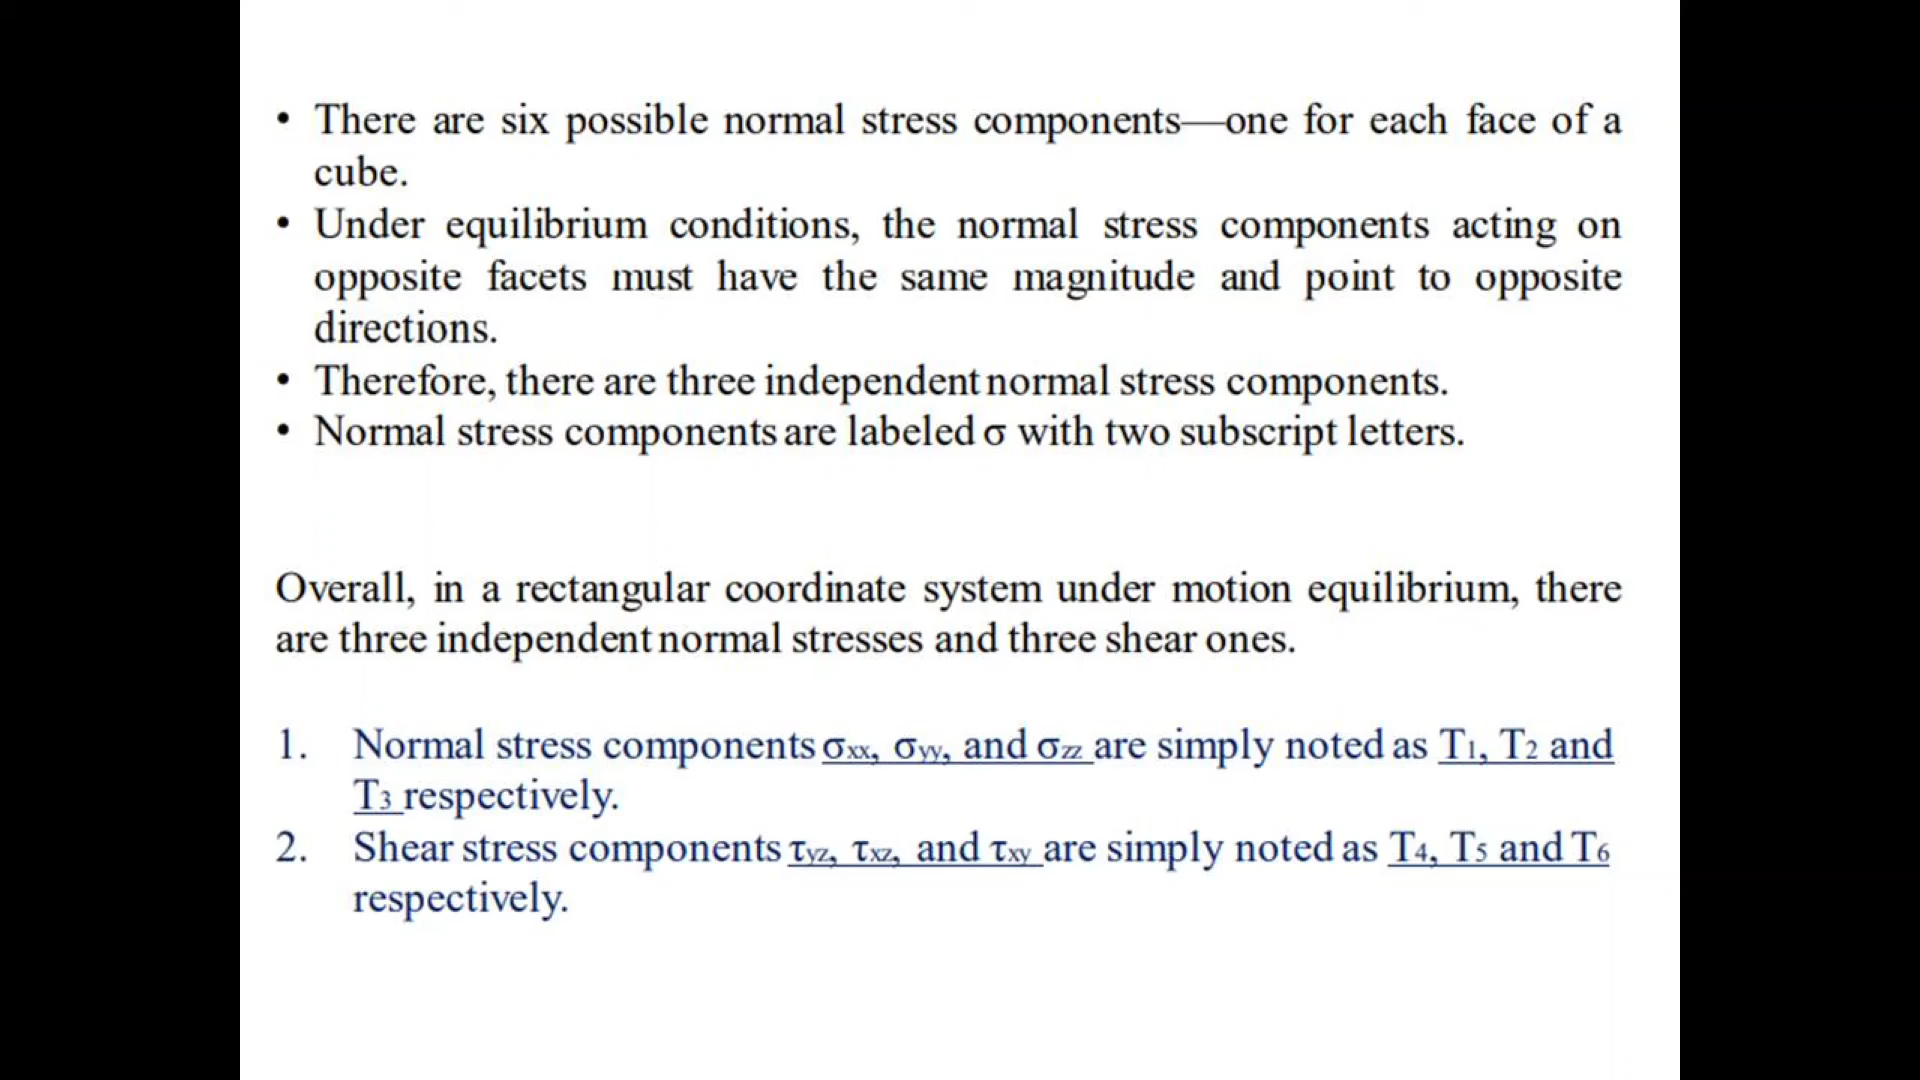 • There are six possible normal stress components—one for each face of a
cube.
• Under equilibrium conditions, the normal stress components acting on
opposite facets must have the same magnitude and point to opposite
directions.
• Therefore, there are three independent normal stress components.
• Normal stress components are labeled σ with two subscript letters.
Overall, in a rectangular coordinate system under motion equilibrium, there
are three independent normal stresses and three shear ones.
1. Normal stress components σxx, σyy, and σzz are simply noted as T1, T2 and
T3 respectively.
2. Shear stress components τyz, τxz, and τxy are simply noted as T4, T5 and T6
respectively.